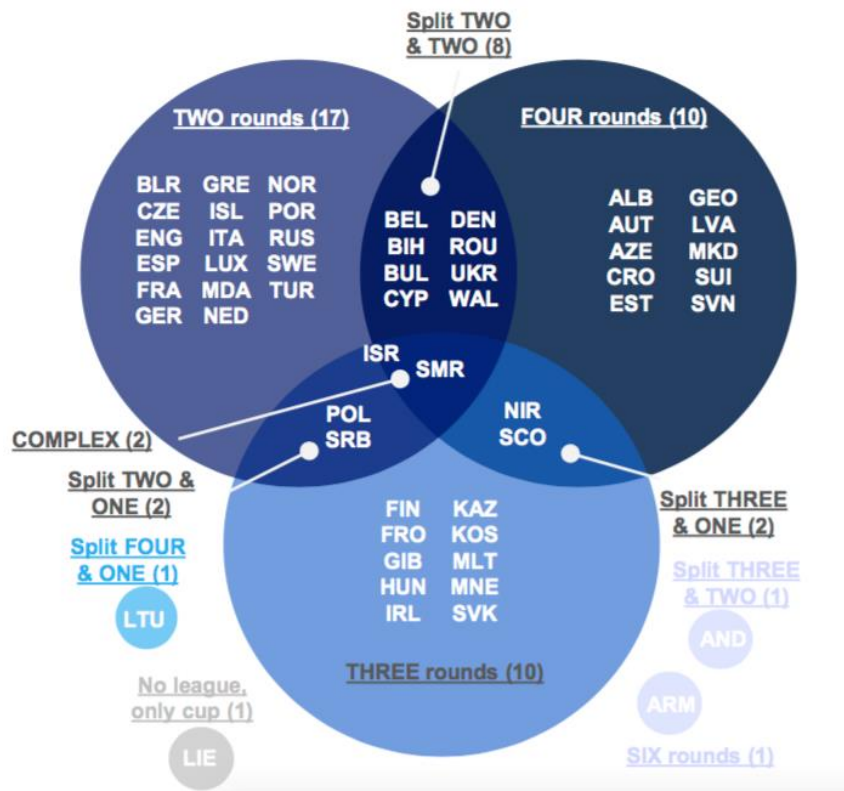 Split TWO
& TWO (8)
TWO rounds (17)
FOUR rounds (10)
BLR GRE NOR
CZE ISL POR
ENG ITA RUS
ESP LUX SWE
FRA MDA TUR
GER NED
BEL DEN
BIH ROU
BUL UKR
CYP WAL
ALB GEO
AUT LVA
AZE MKD
CRO SUI
EST SVN
ISR
SMR
POL
SRB
NIR
SCO
COMPLEX (2)
Split TWO &
ONE (2)
Split THREE
& ONE (2)
FIN KAZ
FRO KOS
GIB MLT
HUN MNE
IRL SVK
THREE rounds (10)
Split FOUR
& ONE (1)
LTU
Split THREE
& TWO (1)
AND
No league,
only cup (1)
LIE
ARM
SIX rounds (1)